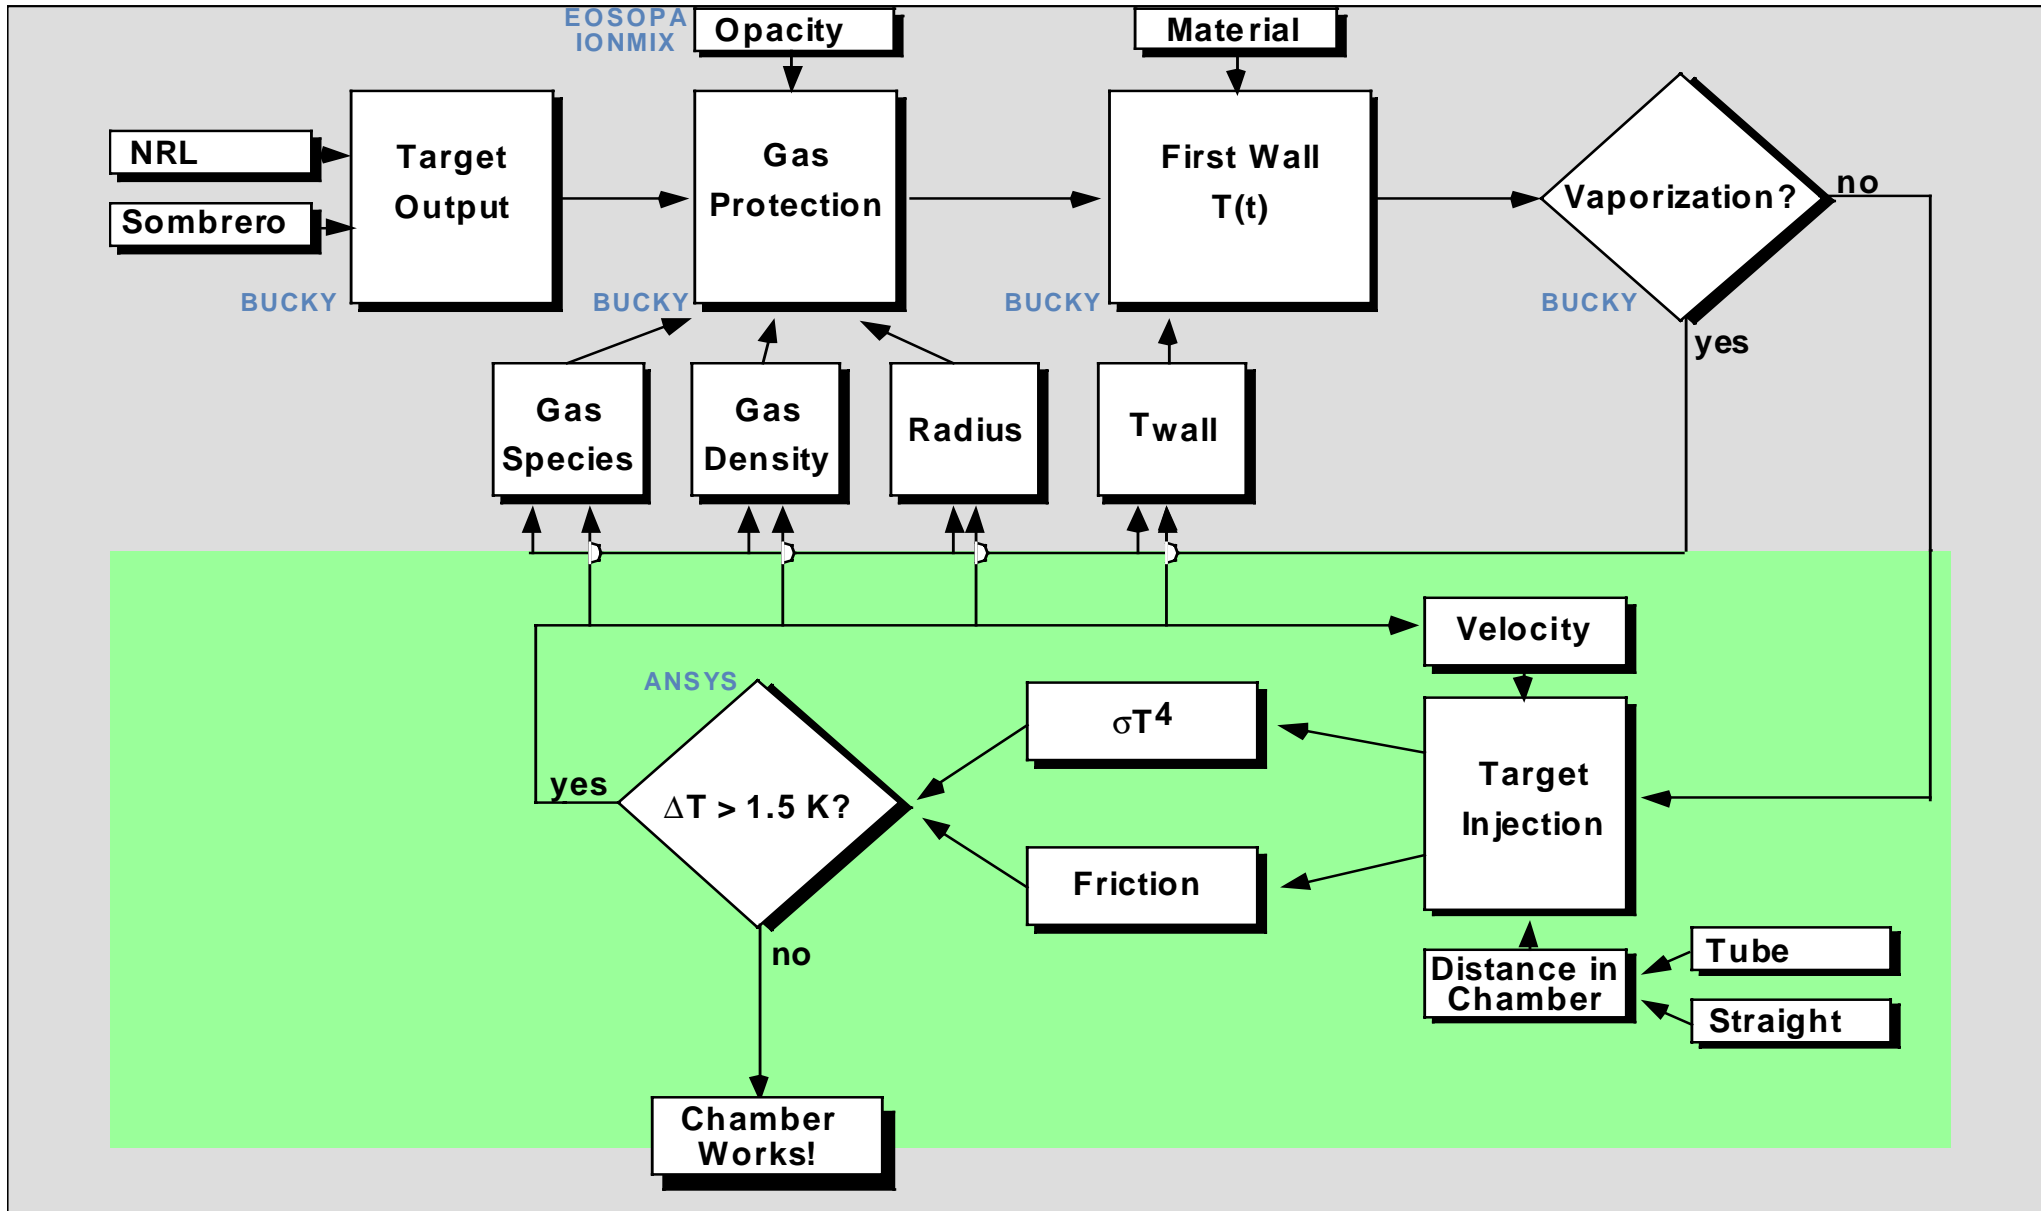 EOSOPA
IONMIX
Opacity
Material
NRL
Sombrero
Target
Output
Gas
Protection
First Wall
T(t)
Vaporization?
no
yes
BUCKY
BUCKY
BUCKY
BUCKY
Gas
Species
Gas
Density
Radius
Twall
Velocity
ANSYS
σT4
Target
Injection
yes
ΔT > 1.5 K?
Friction
no
Distance in
Chamber
Tube
Straight
Chamber
Works!